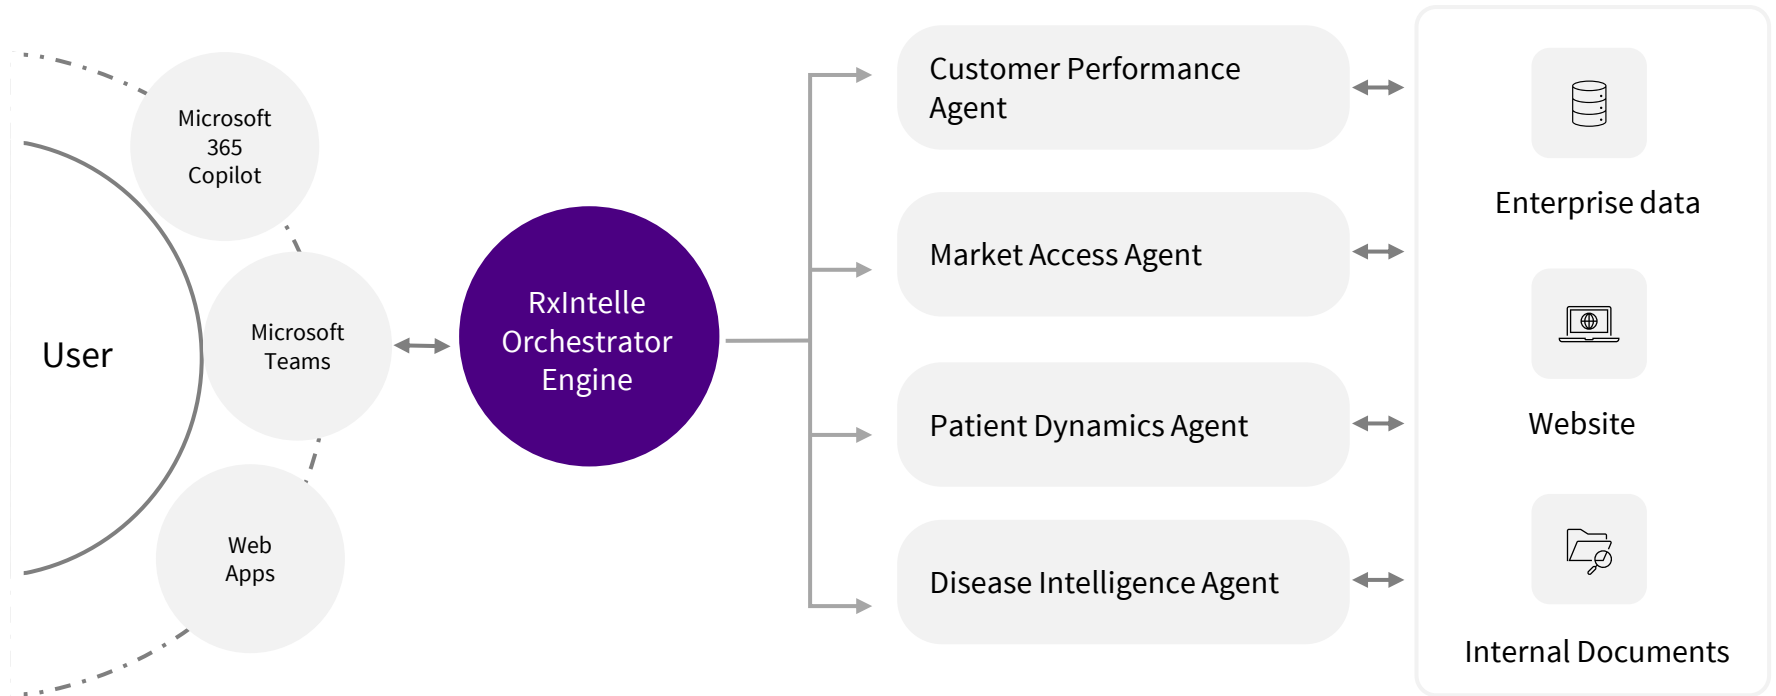 User
Microsoft
365
Copilot
Microsoft
Teams
Web
Apps
RxIntelle
Orchestrator
Engine
Customer Performance
Agent
Market Access Agent
Patient Dynamics Agent
Disease Intelligence Agent
Enterprise data
Website
Internal Documents